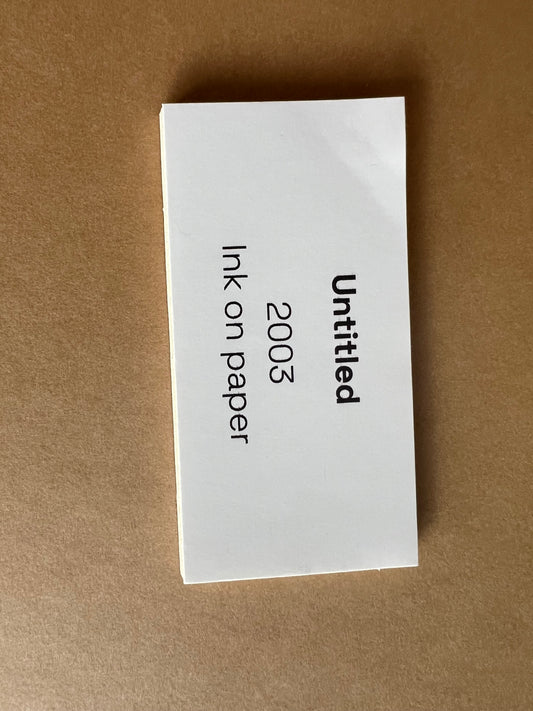 Untitled
2003
Ink on paper